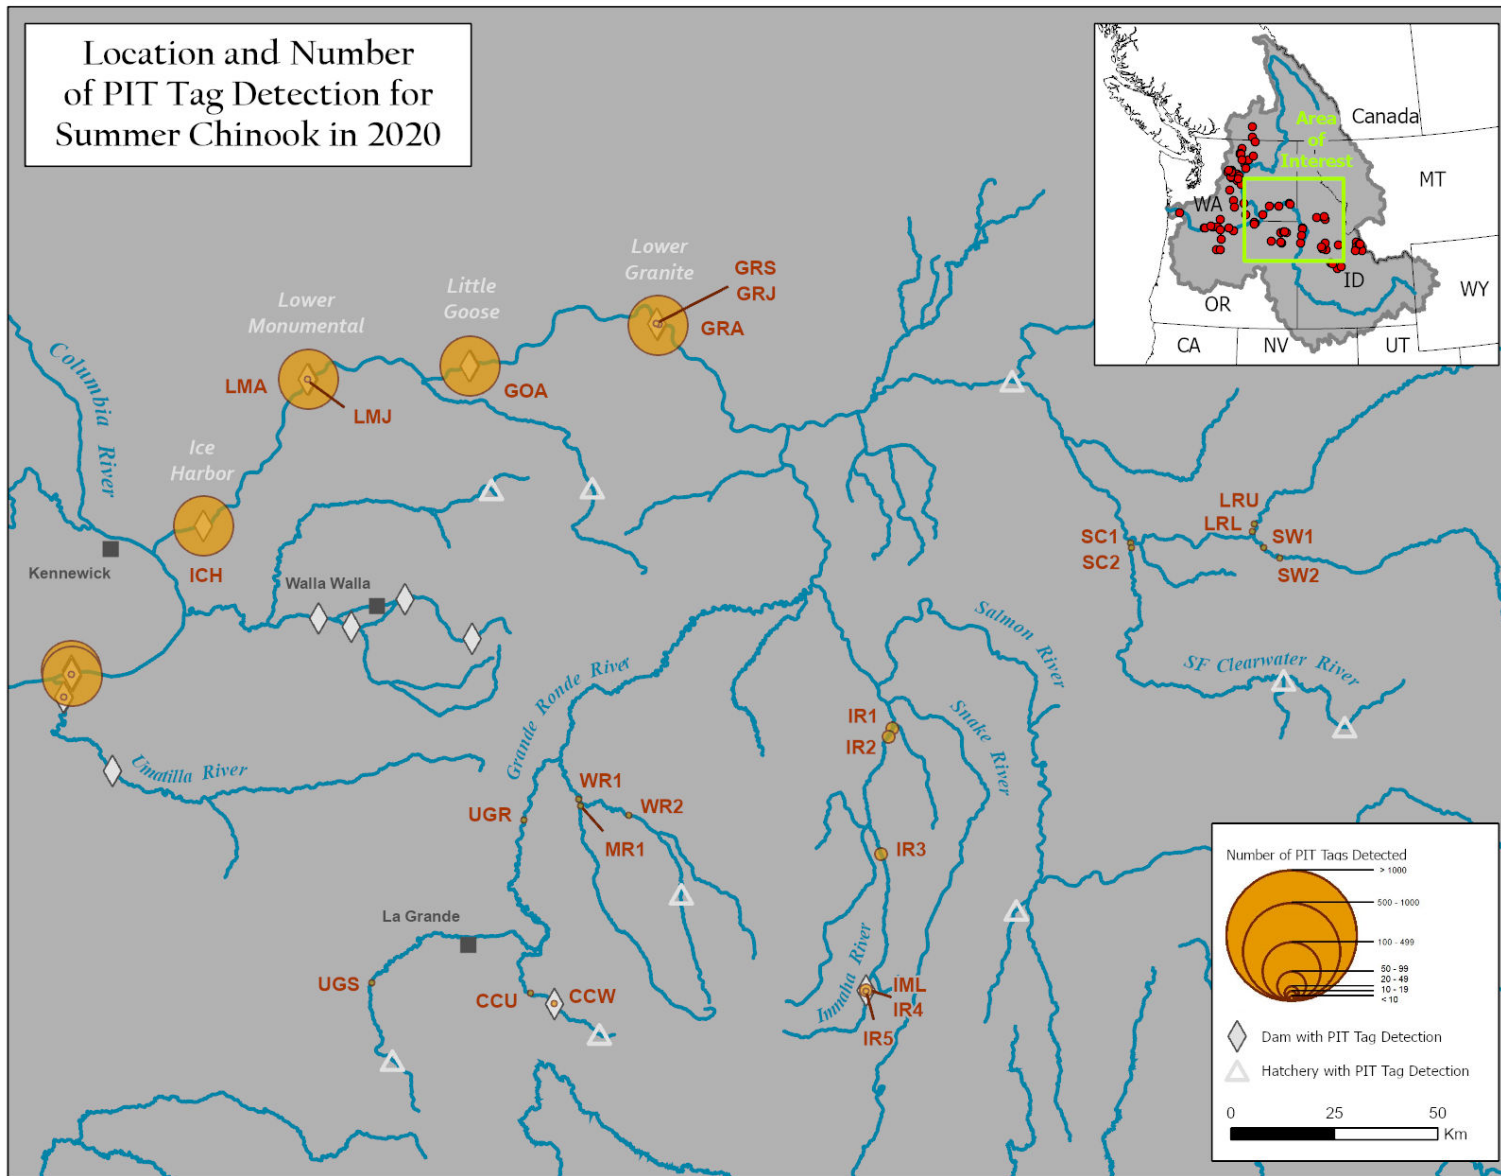 Location and Number
of PIT Tag Detection for
Summer Chinook in 2020
Canada
Area
of
Interest
MT
WA
ID
WY
OR
CA
NV
UT
Lower
Granite
GRS
GRJ
GRA
Little
Goose
GOA
Lower
Monumental
LMA
LMJ
Columbia River
Ice
Harbor
ICH
Kennewick
Walla Walla
LRU
LRL
SW1
SW2
SC1
SC2
Salmon River
SF Clearwater River
Grande Ronde River
Snake River
IR1
IR2
Umatilla River
WR1
WR2
UGR
MR1
IR3
La Grande
Inmaha River
UGS
CCU
CCW
IML
IR4
IR5
Number of PIT Tags Detected
> 1000
500 - 1000
100 - 499
50 - 99
20 - 49
10 - 19
< 10
Dam with PIT Tag Detection
Hatchery with PIT Tag Detection
0
25
50
Km